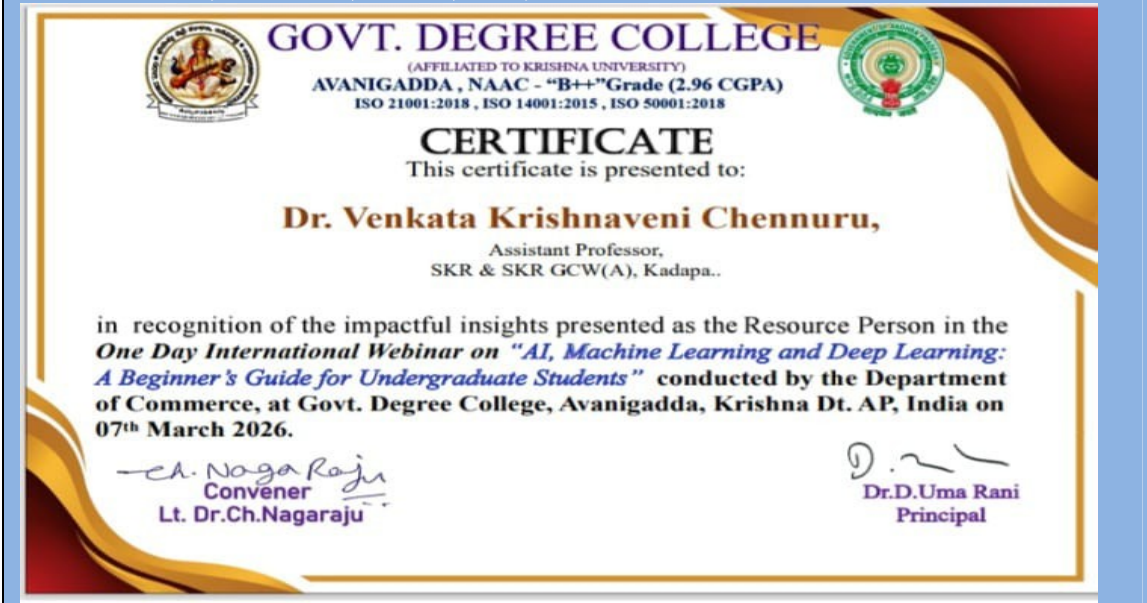 GOVT. DEGREE COLLEGE
(AFFILIATED TO KRISHNA UNIVERSITY)
AVANIGADDA , NAAC - “B++”Grade (2.96 CGPA)
ISO 21001:2018 , ISO 14001:2015 , ISO 50001:2018
CERTIFICATE
This certificate is presented to:
Dr. Venkata Krishnaveni Chennuru,
Assistant Professor,
SKR & SKR GCW(A), Kadapa..
in recognition of the impactful insights presented as the Resource Person in the
One Day International Webinar on “AI, Machine Learning and Deep Learning:
A Beginner’s Guide for Undergraduate Students” conducted by the Department
of Commerce, at Govt. Degree College, Avanigadda, Krishna Dt. AP, India on
07th March 2026.
Ch. Naga Raju
Convener
Lt. Dr.Ch.Nagaraju
Dr.D.Uma Rani
Principal